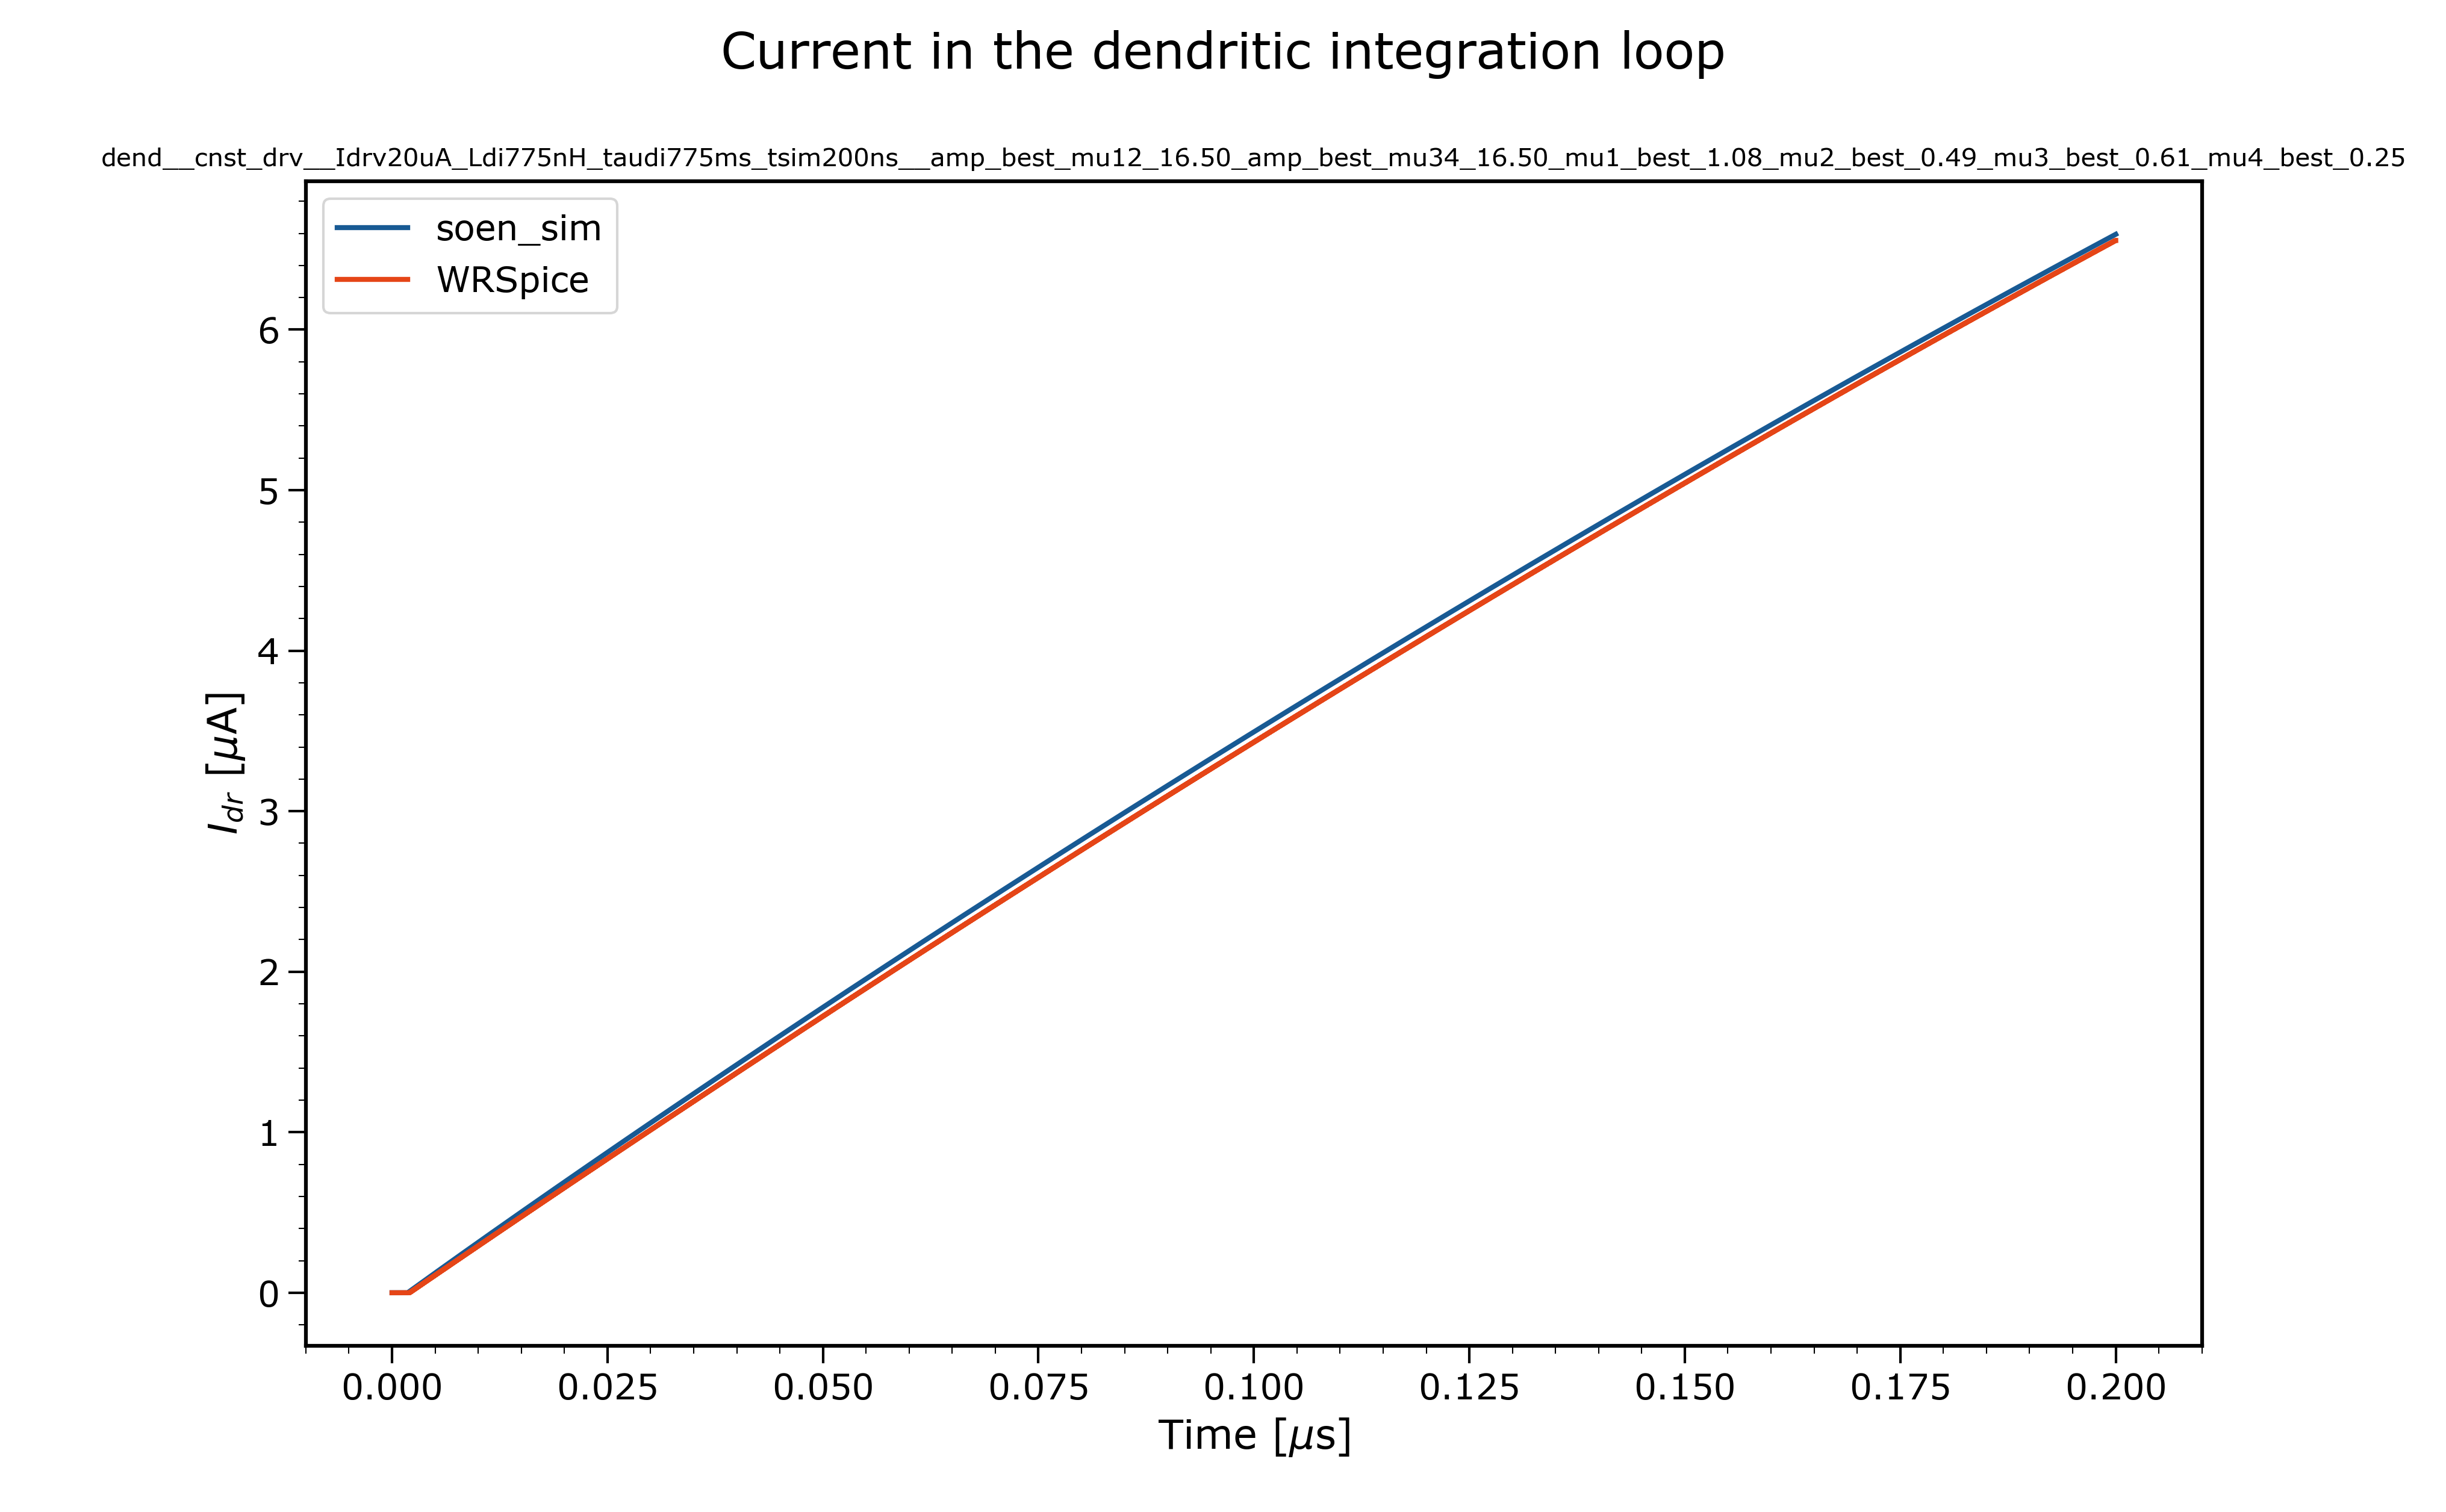 Current in the dendritic integration loop
dend__cnst_drv__Idrv20uA_Ldi775nH_taudi775ms_tsim200ns__amp_best_mu12_16.50_amp_best_mu34_16.50_mu1_best_1.08_mu2_best_0.49_mu3_best_0.61_mu4_best_0.25
soen_sim
WRSpice
6
5
4
3
2
1
0
I_dr [μA]
0.000 0.025 0.050 0.075 0.100 0.125 0.150 0.175 0.200
Time [μs]